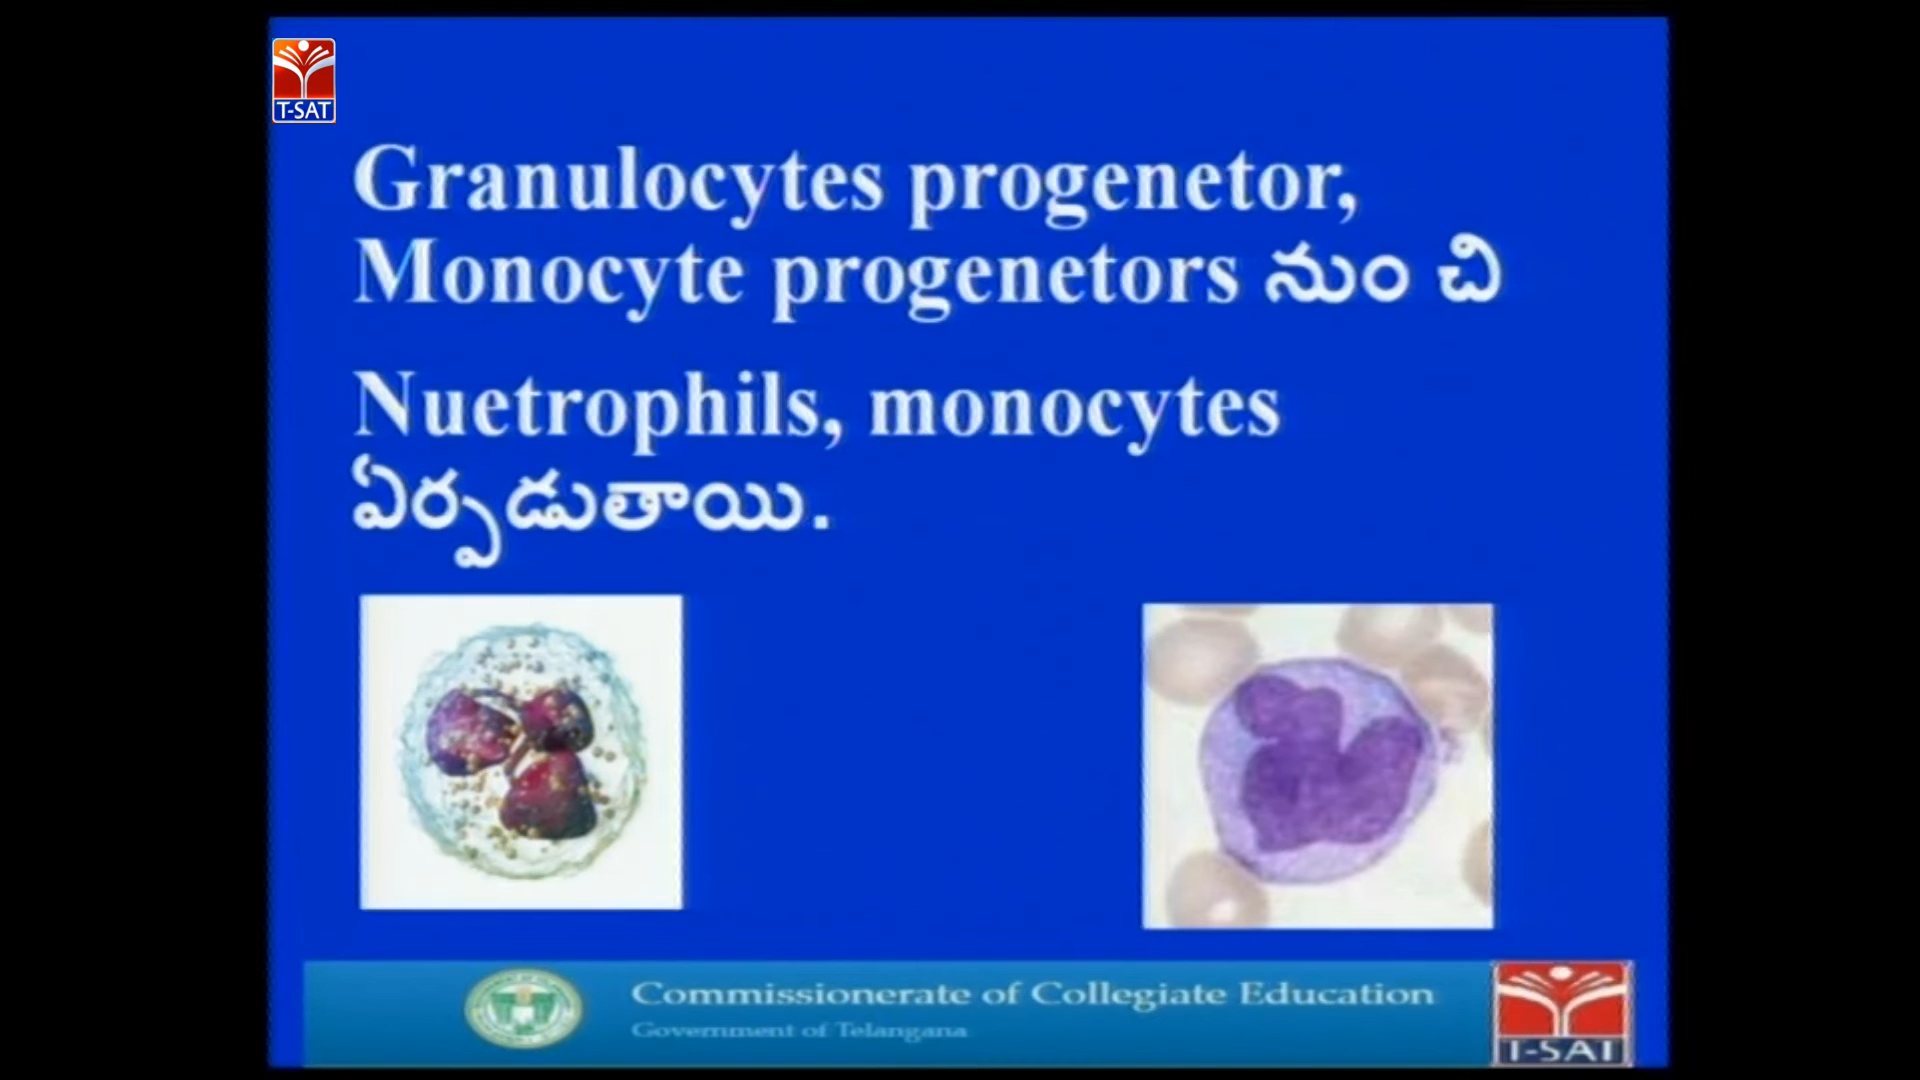 T-SAT
Granulocytes progenetor,
Monocyte progenetors నుం చి
Nuetrophils, monocytes
ఏర్పడుతాయి.
Commissionerate of Collegiate Education
Government of Telangana
T-SAT